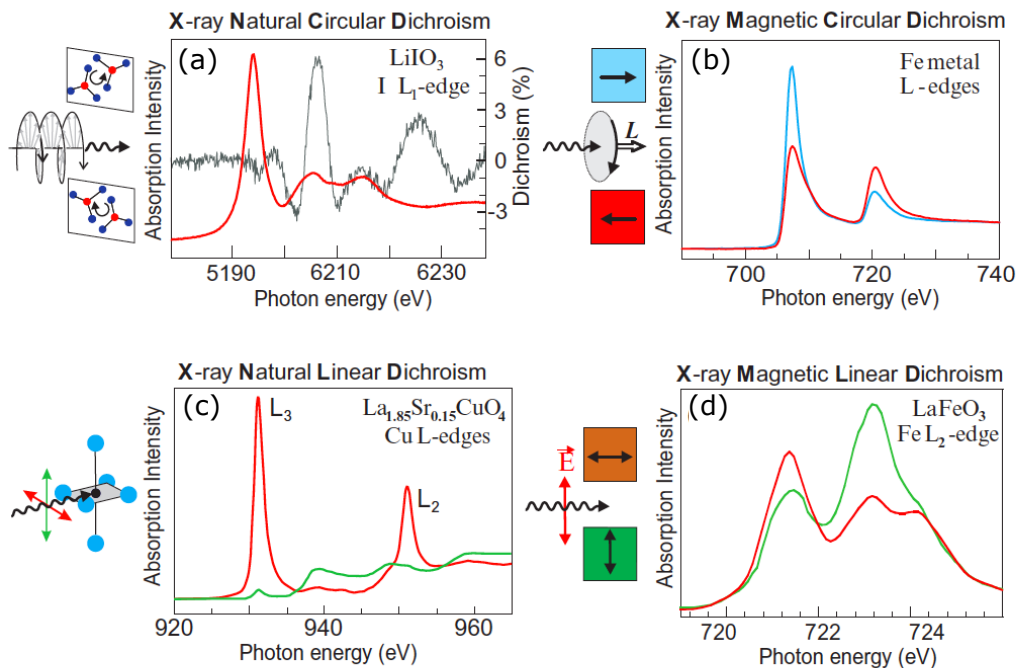 X-ray Natural Circular Dichroism
(a)
LiIO₃
I L₁-edge
Absorption Intensity
Dichroism (%)
6
3
0
-3
5190 6210 6230
Photon energy (eV)
X-ray Magnetic Circular Dichroism
(b)
Fe metal
L-edges
L
Absorption Intensity
700 720 740
Photon energy (eV)
X-ray Natural Linear Dichroism
(c)
L₃
La₁.₈₅Sr₀.₁₅CuO₄
Cu L-edges
L₂
Absorption Intensity
920 940 960
Photon energy (eV)
X-ray Magnetic Linear Dichroism
(d)
LaFeO₃
Fe L₂-edge
E
Absorption Intensity
720 722 724
Photon energy (eV)